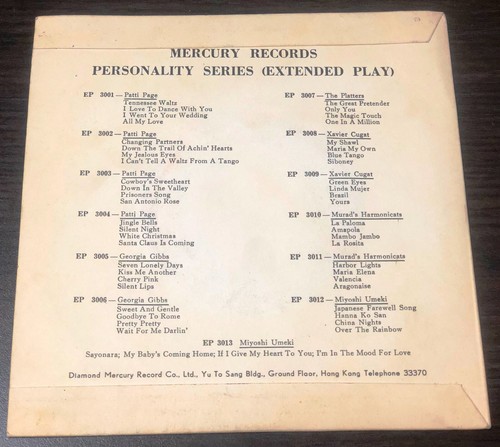 MERCURY RECORDS
PERSONALITY SERIES (EXTENDED PLAY)
EP 3001 — Patti Page
Tennessee Waltz
I Love To Dance With You
I Went To Your Wedding
All My Love
EP 3002 — Patti Page
Changing Partners
Down The Trail Of Achin' Hearts
My Jealous Eyes
I Can't Tell A Waltz From A Tango
EP 3003 — Patti Page
Cowboy's Sweetheart
Down In The Valley
Prisoners Song
San Antonio Rose
EP 3004 — Patti Page
Jingle Bells
Silent Night
White Christmas
Santa Claus Is Coming
EP 3005 — Georgia Gibbs
Seven Lonely Days
Kiss Me Another
Cherry Pink
Silent Lips
EP 3006 — Georgia Gibbs
Sweet And Gentle
Goodbye To Rome
Pretty Pretty
Wait For Me Darlin'
EP 3007 — The Platters
The Great Pretender
Only You
The Magic Touch
One In A Million
EP 3008 — Xavier Cugat
My Shawl
Maria My Own
Blue Tango
Siboney
EP 3009 — Xavier Cugat
Green Eyes
Linda Mujer
Brazil
Yours
EP 3010 — Murad's Harmonicats
La Paloma
Amapola
Mambo Jambo
La Rosita
EP 3011 — Murad's Harmonicats
Harbor Lights
Maria Elena
Valencia
Aragonaise
EP 3012 — Miyoshi Umeki
Japanese Farewell Song
Hanna Ko San
China Nights
Over The Rainbow
EP 3013 Miyoshi Umeki
Sayonara; My Baby's Coming Home; If I Give My Heart To You; I'm In The Mood For Love
Diamond Mercury Record Co., Ltd., Yu To Sang Bldg., Ground Floor, Hong Kong Telephone 33370